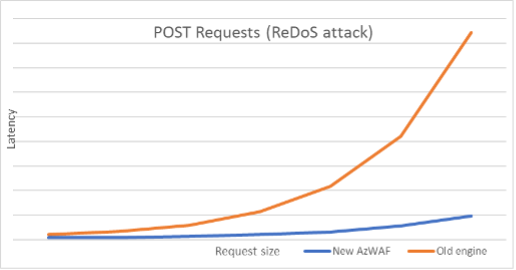 POST Requests (ReDoS attack)
Latency
Request size
New AzWAF
Old engine